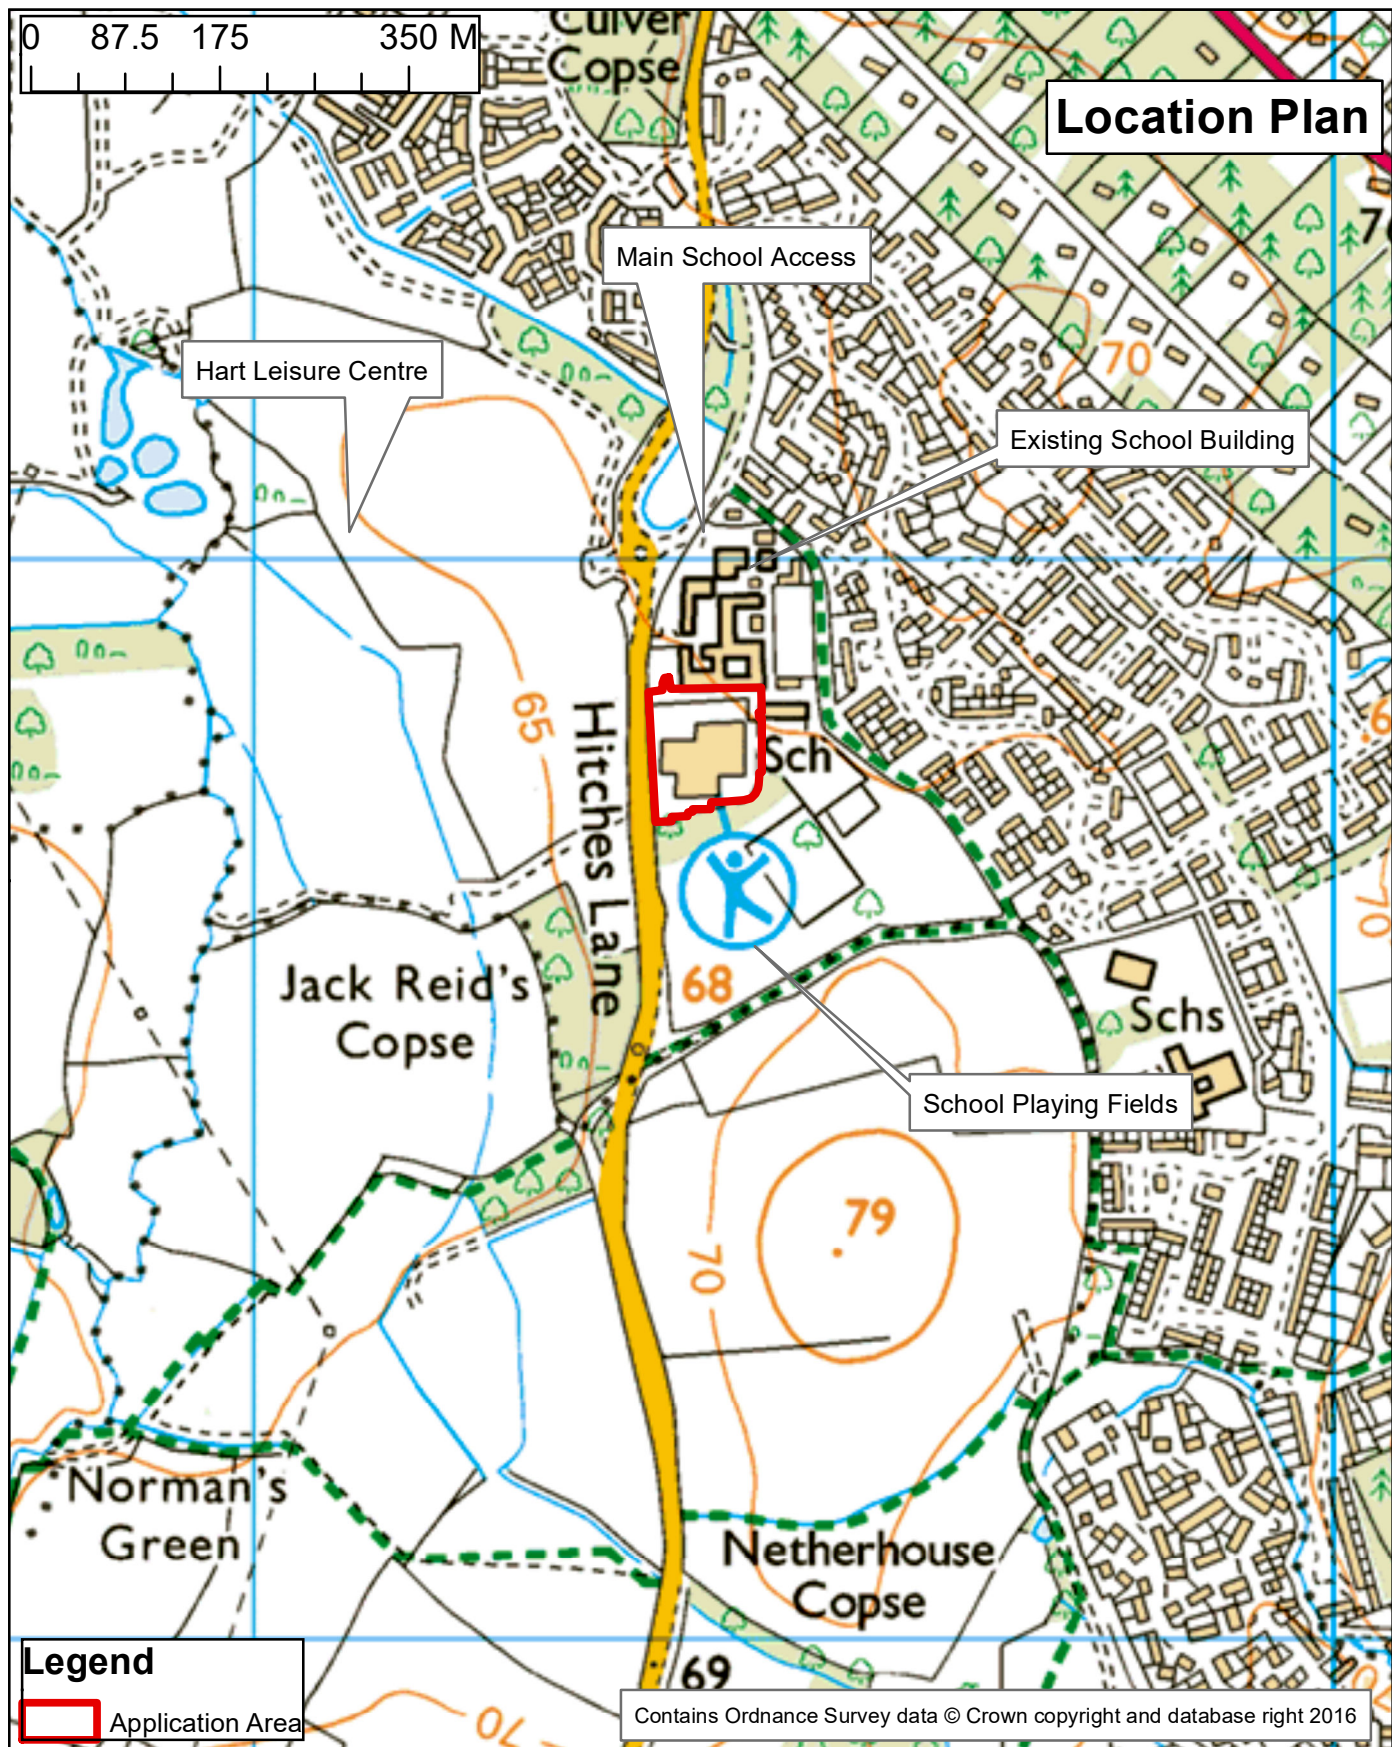 0 87.5 175 350 M
Culver
Copse
Location Plan
7
Main School Access
Hart Leisure Centre
70
Existing School Building
65
Hitches Lane
Sch
70
Jack Reid's
Copse
68
Schs
School Playing Fields
79
70
Norman's
Green
Netherhouse
Copse
69
70
Legend
Application Area
Contains Ordnance Survey data © Crown copyright and database right 2016